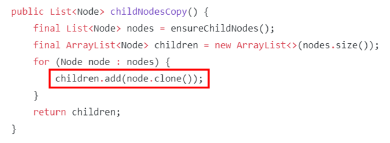 public List<Node> childNodesCopy() {
    final List<Node> nodes = ensureChildNodes();
    final ArrayList<Node> children = new ArrayList<>(nodes.size());
    for (Node node : nodes) {
        children.add(node.clone());
    }
    return children;
}